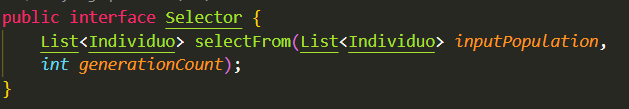 public interface Selector {
List<Individuo> selectFrom(List<Individuo> inputPopulation,
int generationCount);
}